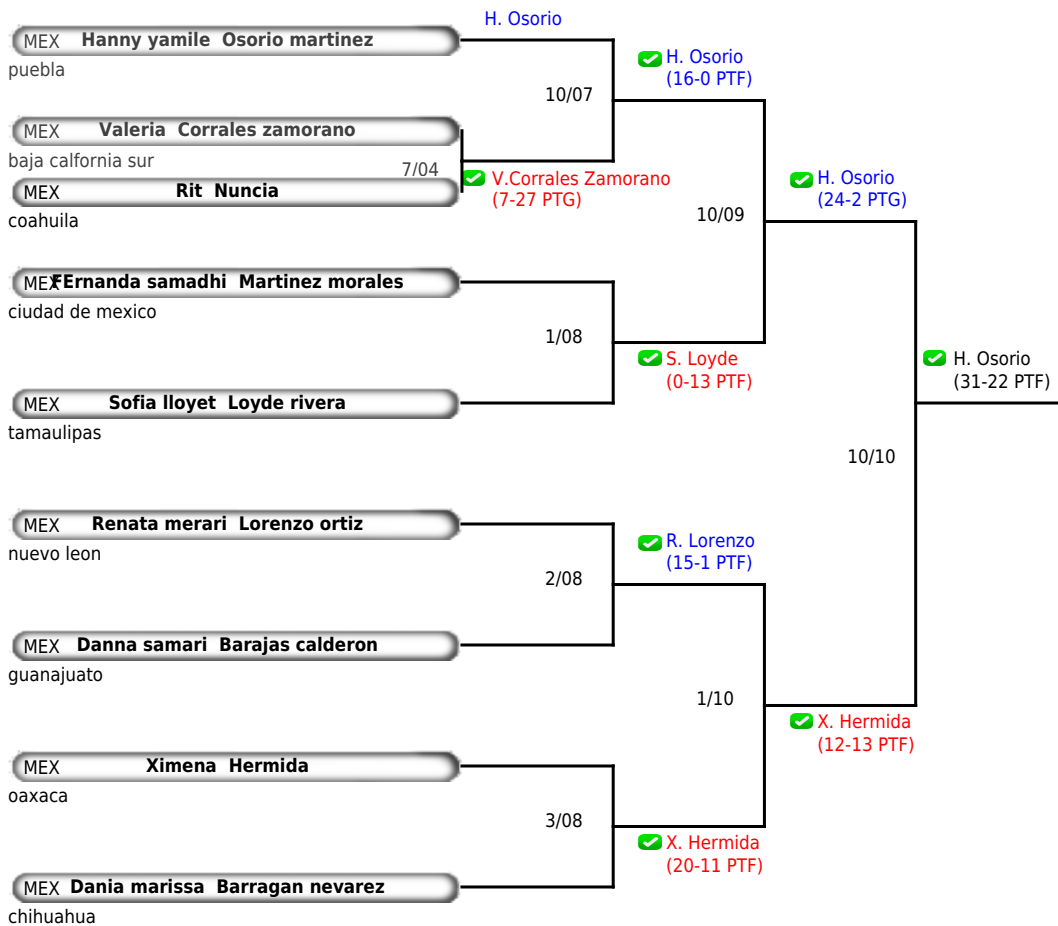 H. Osorio
MEX Hanny yamile Osorio martinez
puebla
H. Osorio
(16-0 PTF)
10/07
MEX Valeria Corrales zamorano
baja calfornia sur
7/04
V.Corrales Zamorano
(7-27 PTG)
MEX Rit Nuncia
coahuila
H. Osorio
(24-2 PTG)
10/09
MEX FErnanda samadhi Martinez morales
ciudad de mexico
1/08
S. Loyde
(0-13 PTF)
H. Osorio
(31-22 PTF)
MEX Sofia lloyet Loyde rivera
tamaulipas
10/10
MEX Renata merari Lorenzo ortiz
nuevo leon
R. Lorenzo
(15-1 PTF)
2/08
MEX Danna samari Barajas calderon
guanajuato
1/10
X. Hermida
(12-13 PTF)
MEX Ximena Hermida
oaxaca
3/08
X. Hermida
(20-11 PTF)
MEX Dania marissa Barragan nevarez
chihuahua